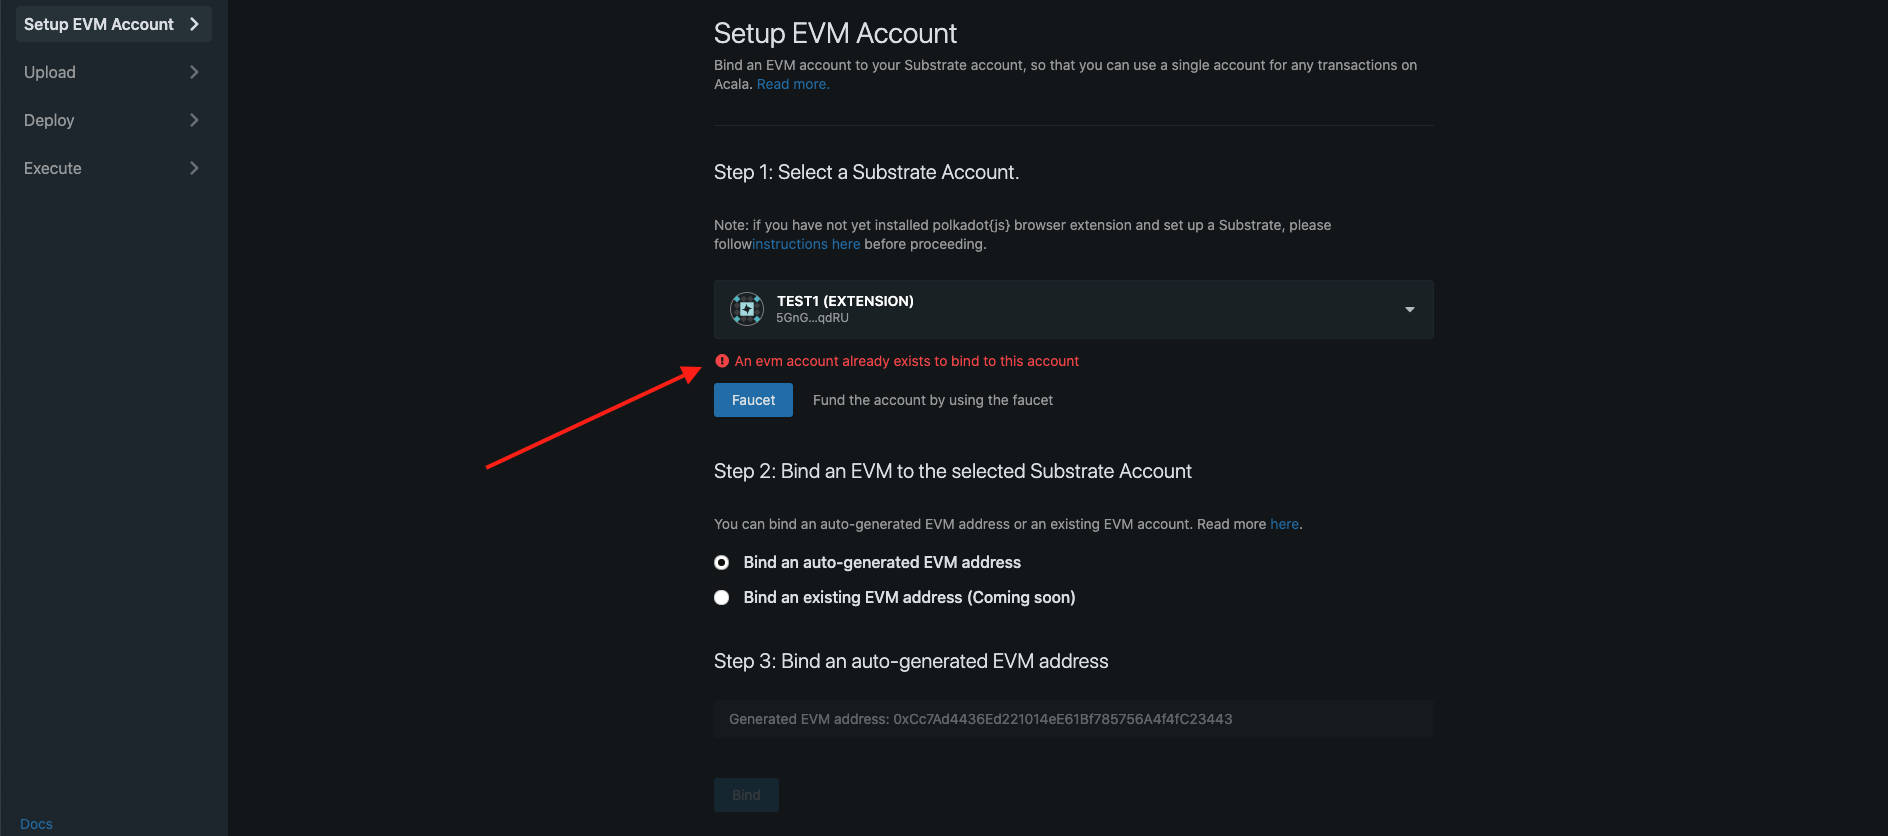 Setup EVM Account
Upload
Deploy
Execute
Docs
Setup EVM Account
Bind an EVM account to your Substrate account, so that you can use a single account for any transactions on
Acala. Read more.
Step 1: Select a Substrate Account.
Note: if you have not yet installed polkadot{js} browser extension and set up a Substrate, please
followinstructions here before proceeding.
TEST1 (EXTENSION)
5GnG...qdRU
An evm account already exists to bind to this account
Faucet Fund the account by using the faucet
Step 2: Bind an EVM to the selected Substrate Account
You can bind an auto-generated EVM address or an existing EVM account. Read more here.
Bind an auto-generated EVM address
Bind an existing EVM address (Coming soon)
Step 3: Bind an auto-generated EVM address
Generated EVM address: 0xCc7Ad4436Ed221014eE61Bf785756A4f4fC23443
Bind